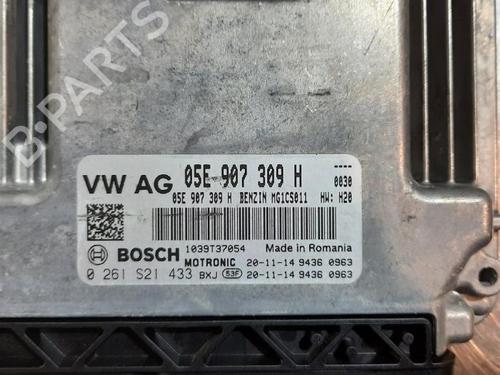 B-PARTS
VW AG 05E 907 309 H ----
0030
05E 907 309 H BENZIN MG1CS011 HW: H20
BOSCH 1039T37054 Made in Romania
MOTRONIC 20-11-14 9436 0963
0 261 S21 433 BXJ 53F 20-11-14 9436 0963